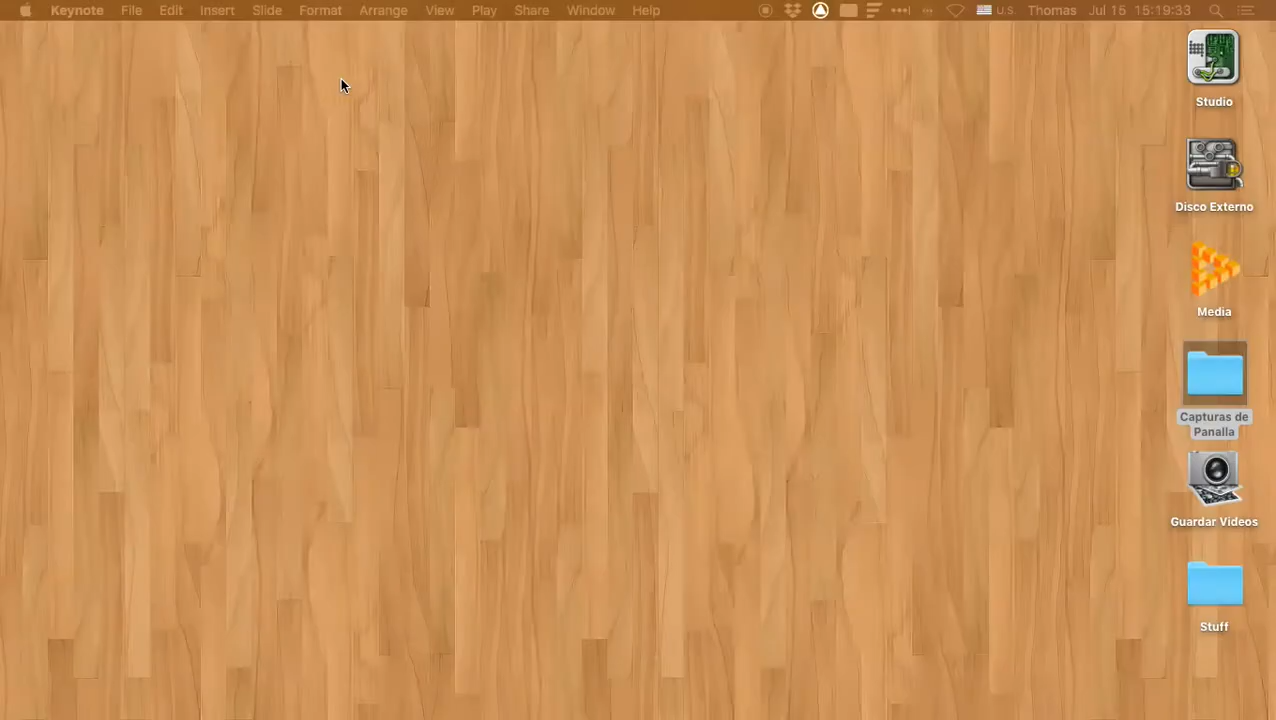 Keynote File Edit Insert Slide Format Arrange View Play Share Window Help U.S. Thomas Jul 15 15:19:33
Studio
Disco Externo
Media
Capturas de
Panalla
Guardar Videos
Stuff